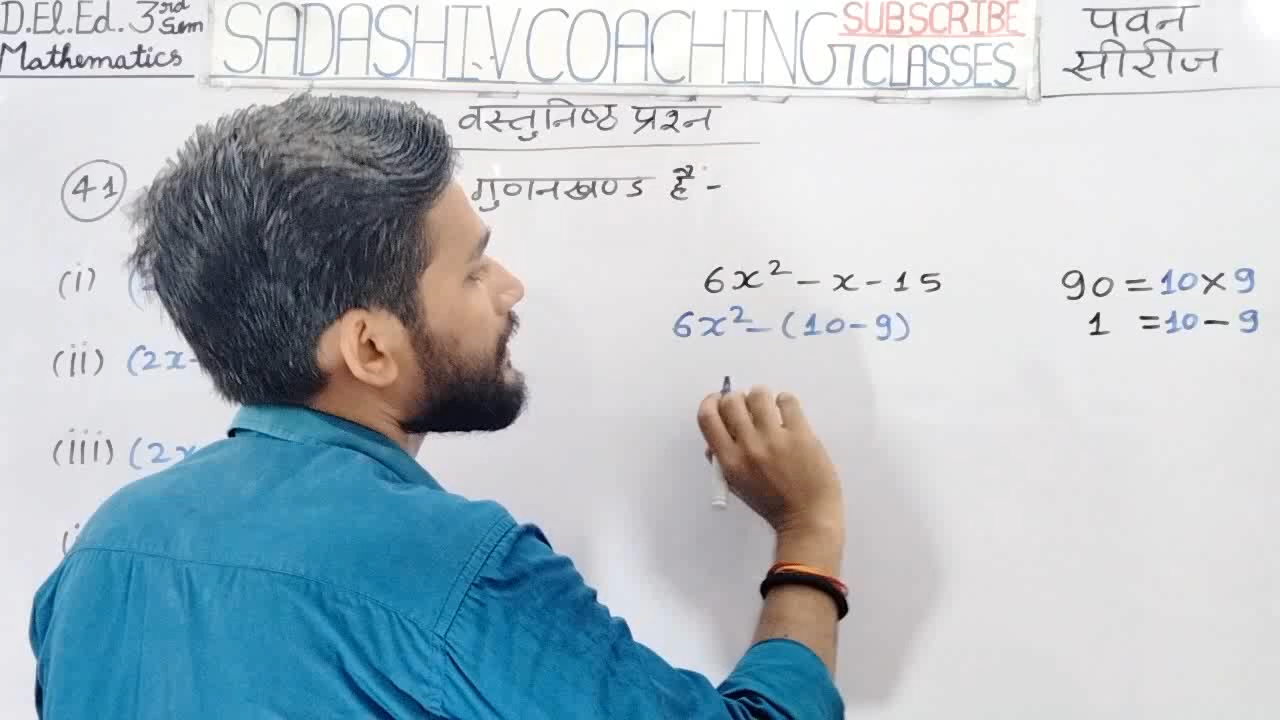 D.El.Ed. 3rd Sem
Mathematics
SADASHIV COACHING CLASSES
SUBSCRIBE
पवन
सीरीज
वस्तुनिष्ठ प्रश्न
41 गुणनखण्ड है -
(i) (
(ii) (2x-
(iii) (2x
(
6x² - x - 15
6x² - (10 - 9)
90 = 10 × 9
1 = 10 - 9